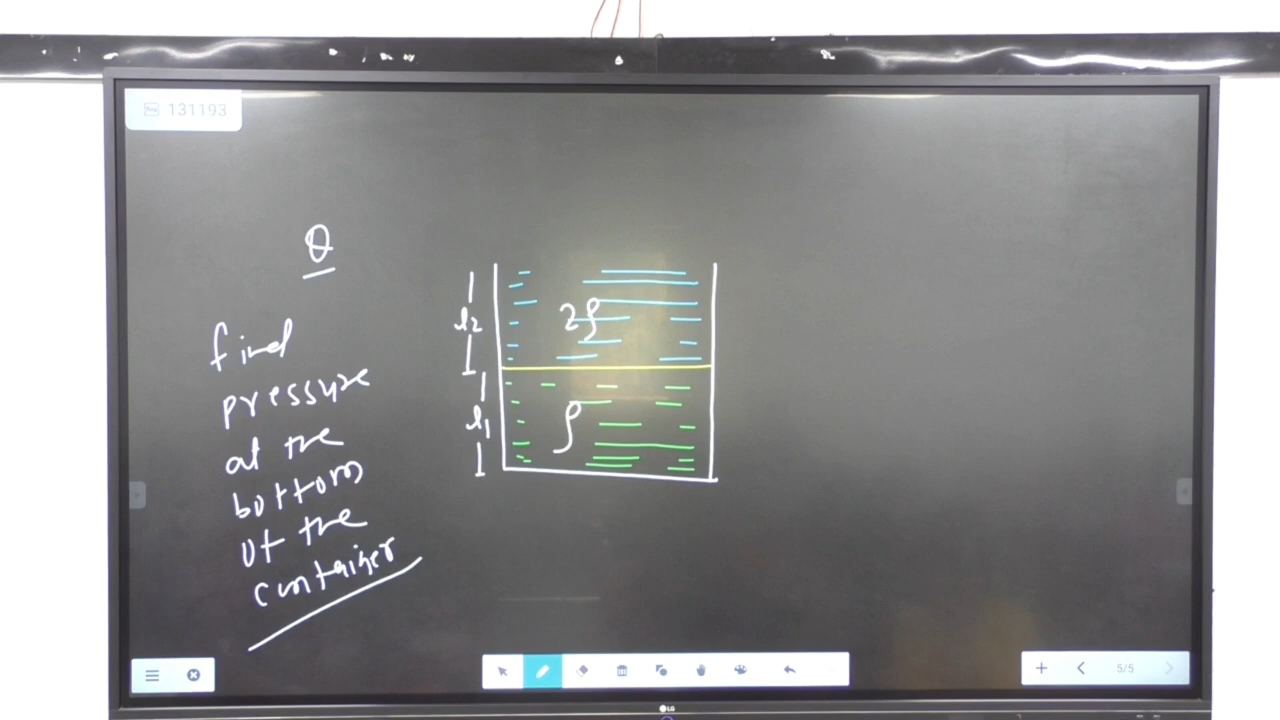 131193
Q
find
pressure
at the
bottom
of the
container
l2
2ρ
l1
ρ
5/5
LG